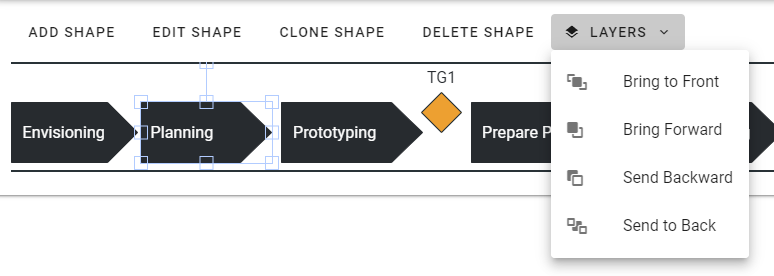 ADD SHAPE EDIT SHAPE CLONE SHAPE DELETE SHAPE LAYERS
TG1
Envisioning Planning Prototyping Prepare
Bring to Front
Bring Forward
Send Backward
Send to Back